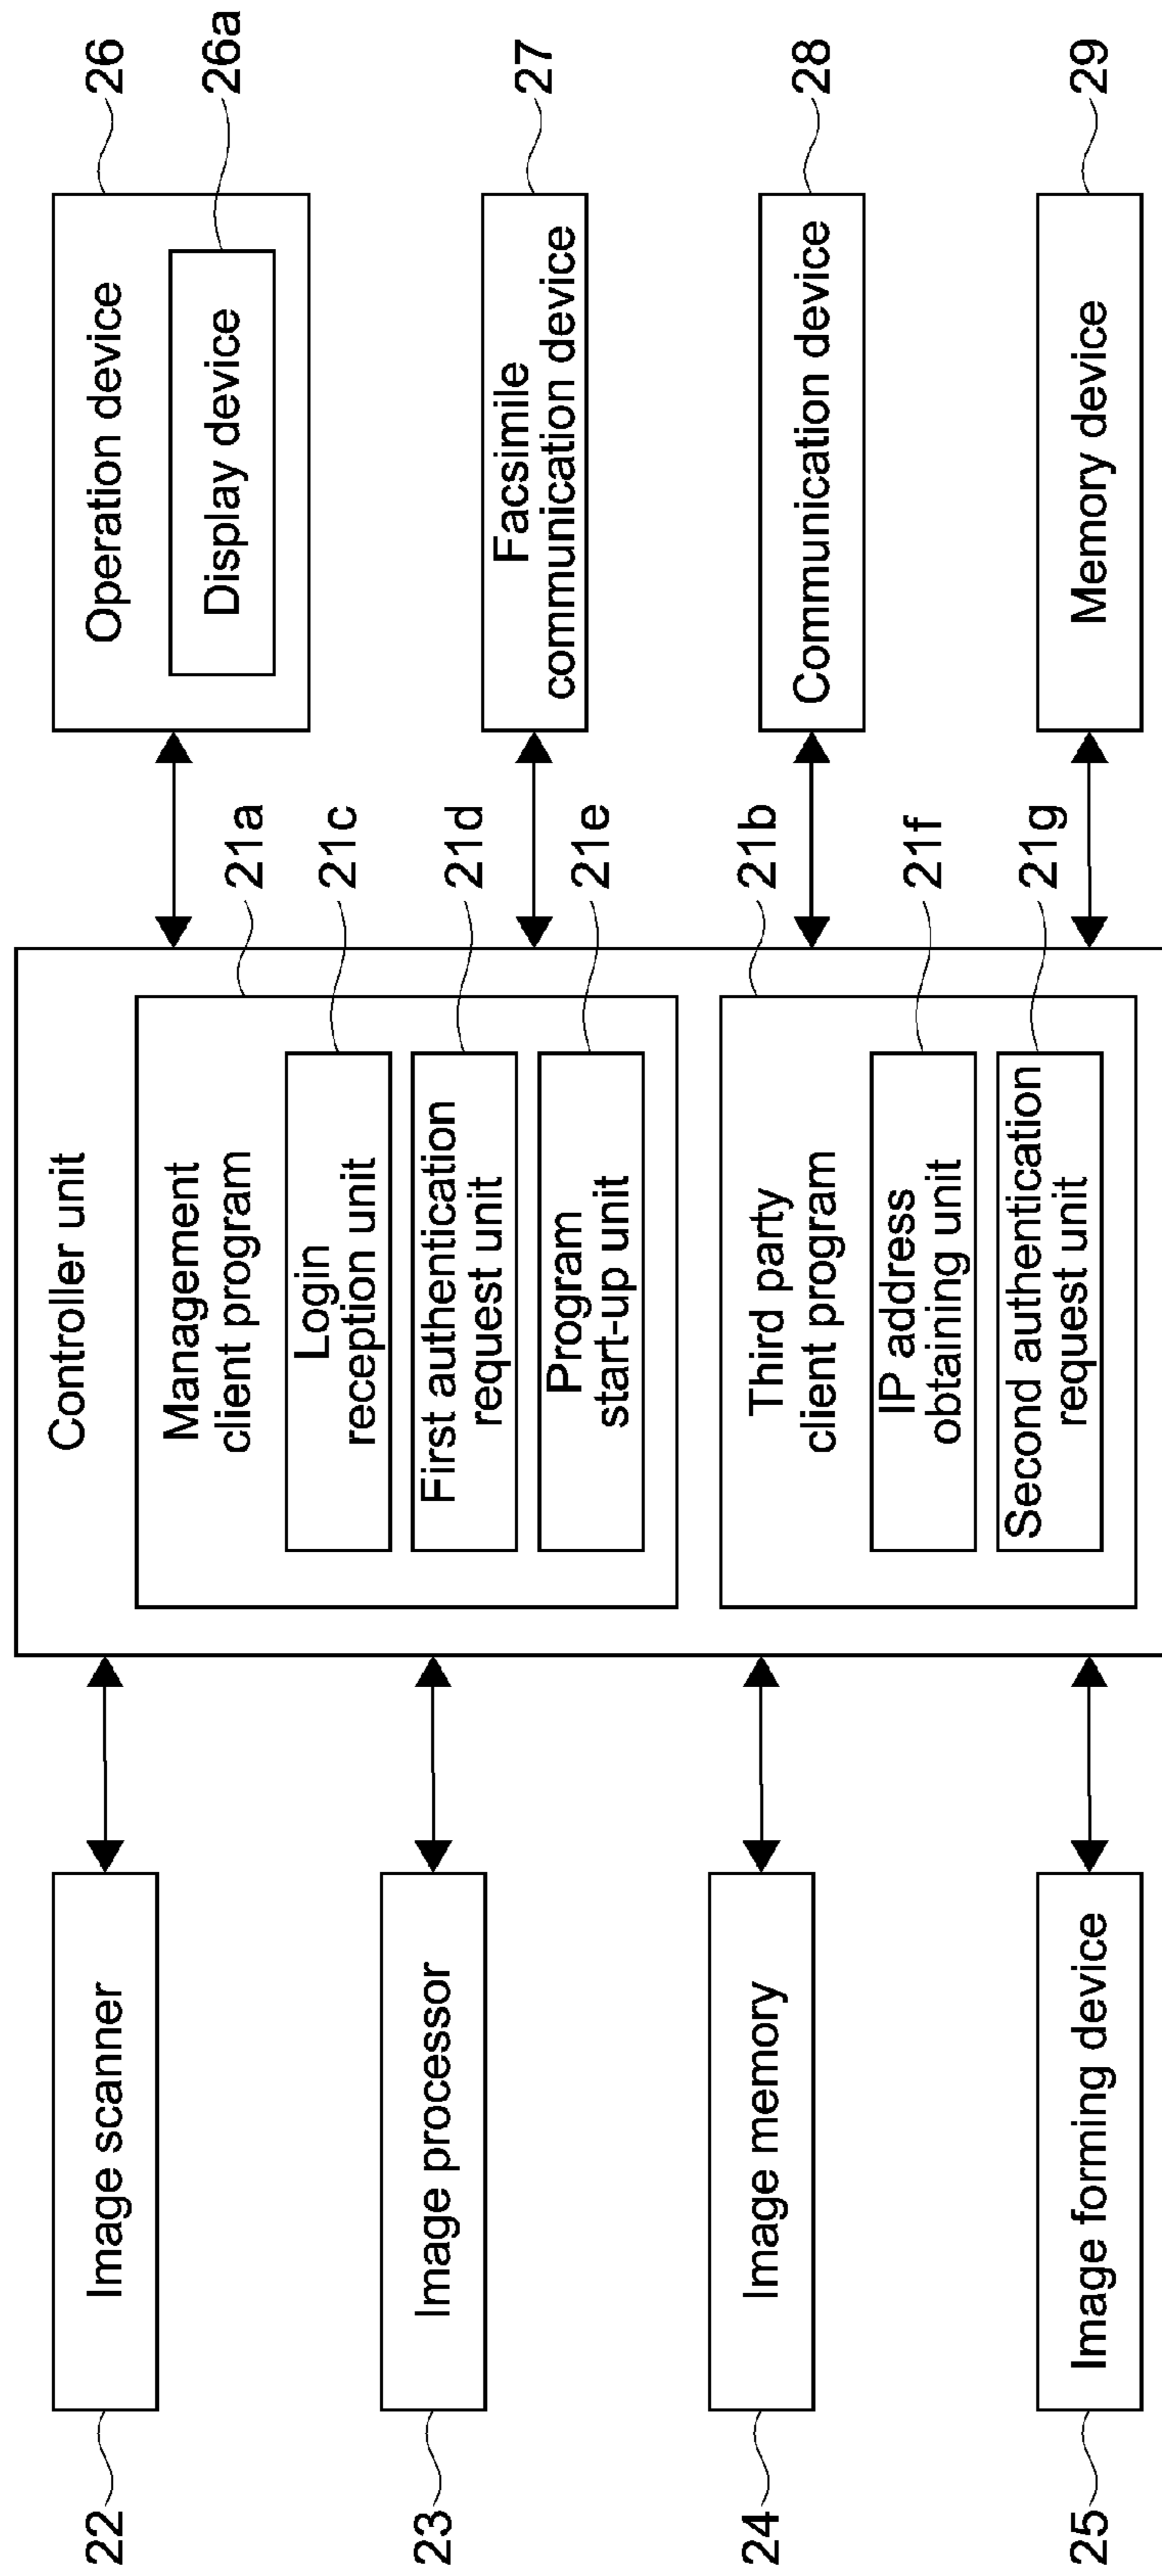 22
Image scanner
23
Image processor
24
Image memory
25
Image forming device
Controller unit
Management
client program
21a
Login
reception unit
21c
First authentication
request unit
21d
Program
start-up unit
21e
Third party
client program
21b
IP address
obtaining unit
21f
Second authentication
request unit
21g
Operation device
26
Display device
26a
Facsimile
communication device
27
Communication device
28
Memory device
29